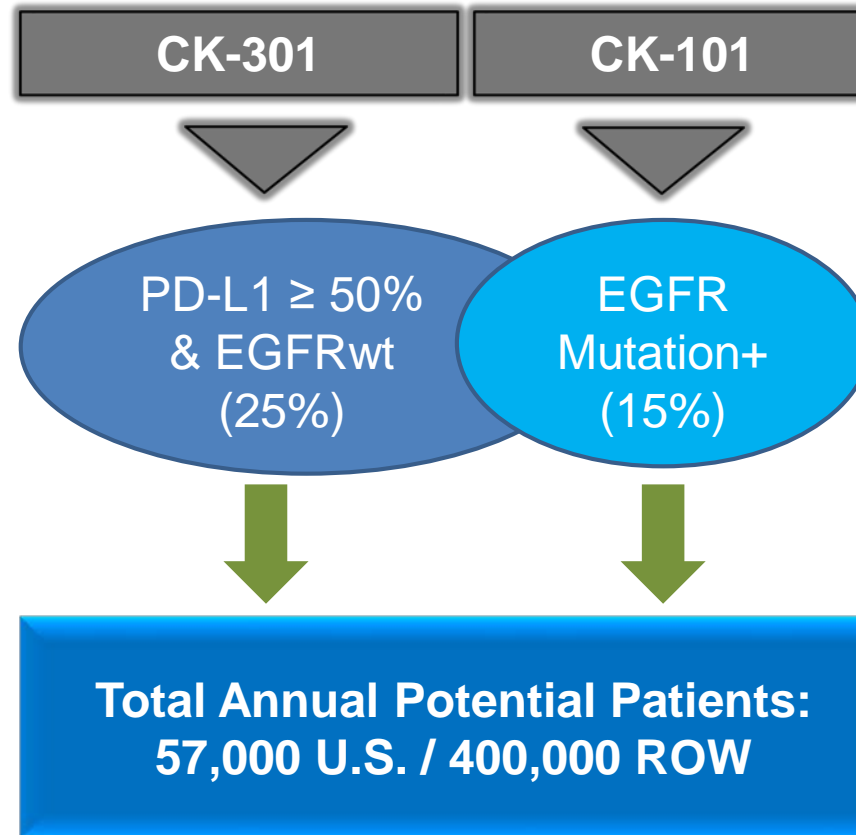 CK-301
CK-101
PD-L1 ≥ 50%
& EGFRwt
(25%)
EGFR
Mutation+
(15%)
Total Annual Potential Patients:
57,000 U.S. / 400,000 ROW